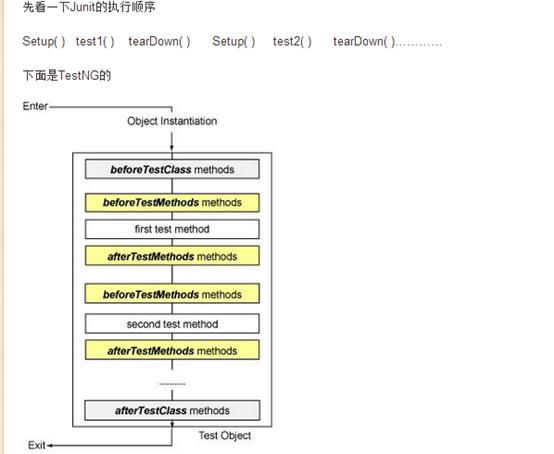 先看一下Junit的执行顺序
Setup( ) test1( ) tearDown( ) Setup( ) test2( ) tearDown( )…………
下面是TestNG的
Enter
Object Instantiation
beforeTestClass methods
beforeTestMethods methods
first test method
afterTestMethods methods
beforeTestMethods methods
second test method
afterTestMethods methods
............
afterTestClass methods
Test Object
Exit